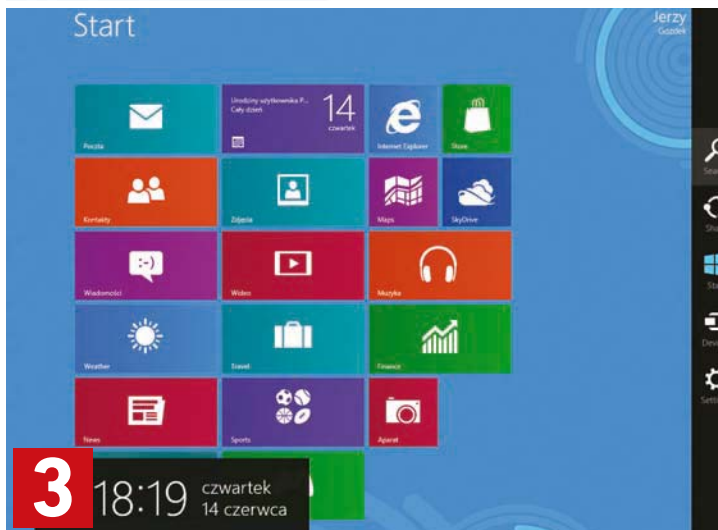 Start
Jerzy
Gozdek
Poczta
Urodziny użytkownika P...
Cały dzień
14
czwartek
Internet Explorer
Store
Kontakty
Zdjęcia
Maps
SkyDrive
Wiadomości
:-)
Wideo
Muzyka
Weather
Travel
Finance
News
Sports
Aparat
3
18:19
czwartek
14 czerwca